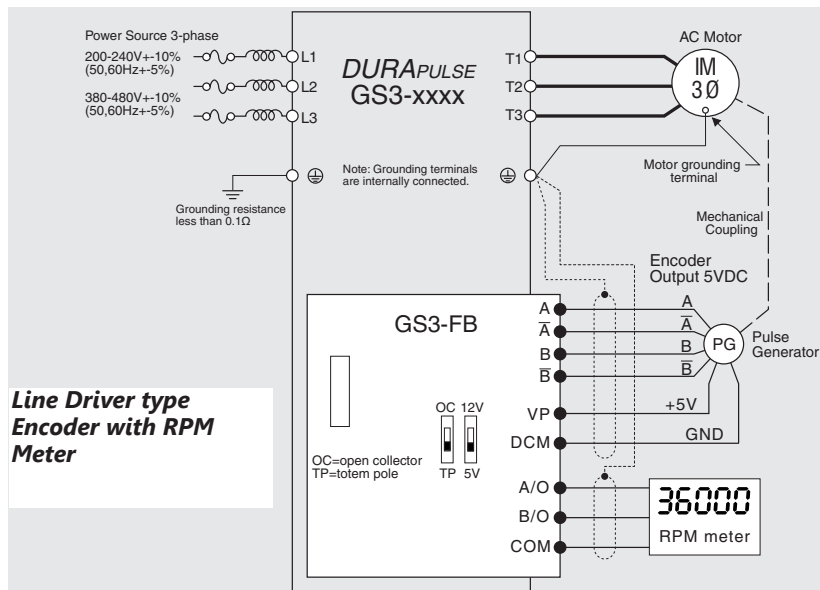 Power Source 3-phase
200-240V+-10%
(50,60Hz+-5%)
380-480V+-10%
(50,60Hz+-5%)
L1
L2
L3
DURAPULSE
GS3-xxxx
T1
T2
T3
AC Motor
IM
3Ø
Note: Grounding terminals
are internally connected.
Grounding resistance
less than 0.1Ω
Motor grounding
terminal
Mechanical
Coupling
Encoder
Output 5VDC
GS3-FB
A
A̅
B
B̅
VP
DCM
A
A̅
B
B̅
+5V
GND
PG
Pulse
Generator
Line Driver type
Encoder with RPM
Meter
OC 12V
TP 5V
OC=open collector
TP=totem pole
A/O
B/O
COM
36000
RPM meter